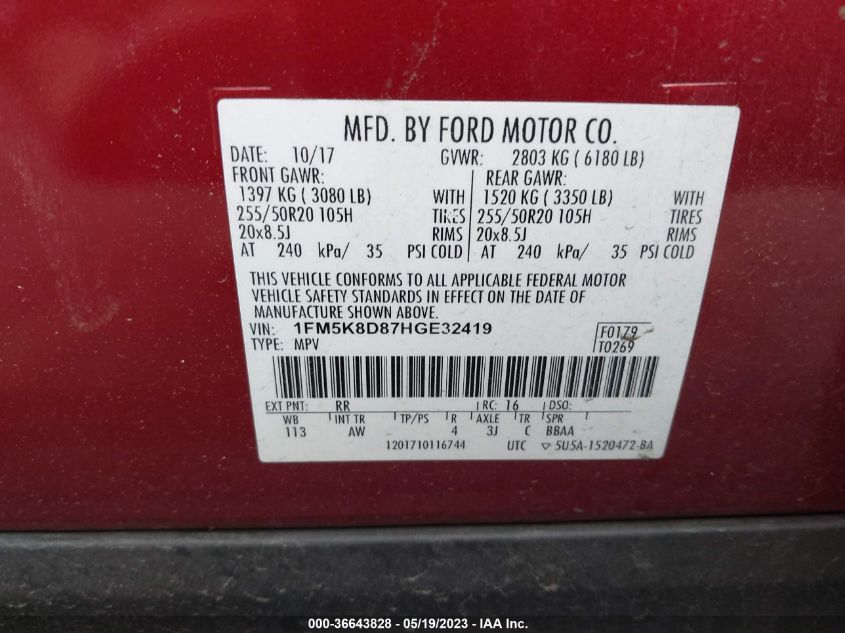 MFD. BY FORD MOTOR CO.
DATE: 10/17 GVWR: 2803 KG ( 6180 LB)
FRONT GAWR: REAR GAWR:
1397 KG ( 3080 LB) WITH 1520 KG ( 3350 LB) WITH
255/50R20 105H TIRES 255/50R20 105H TIRES
20x8.5J RIMS 20x8.5J RIMS
AT 240 kPa/ 35 PSI COLD AT 240 kPa/ 35 PSI COLD
THIS VEHICLE CONFORMS TO ALL APPLICABLE FEDERAL MOTOR
VEHICLE SAFETY STANDARDS IN EFFECT ON THE DATE OF
MANUFACTURE SHOWN ABOVE.
VIN: 1FM5K8D87HGE32419 F0179
TYPE: MPV T0269
EXT PNT: RR RC: 16 DSO:
WB INT TR TP/PS R AXLE TR SPR
113 AW 4 3J C BBAA
1201710116744 UTC ▽ 5U5A-1520472-BA
000-36643828 - 05/19/2023 - IAA Inc.